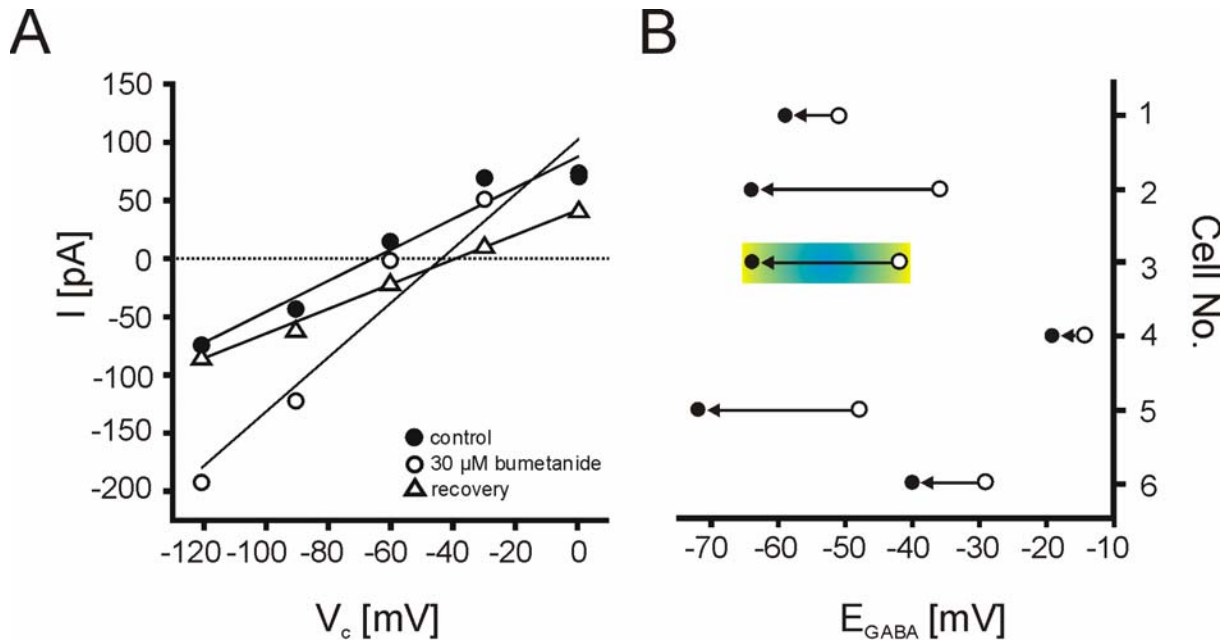 A
B
150
100
50
0
-50
-100
-150
-200
I [pA]
control
30 µM bumetanide
recovery
-120 -100 -80 -60 -40 -20 0
V c [mV]
1
2
3
4
5
6
Cell No.
-70 -60 -50 -40 -30 -20 -10
E GABA [mV]